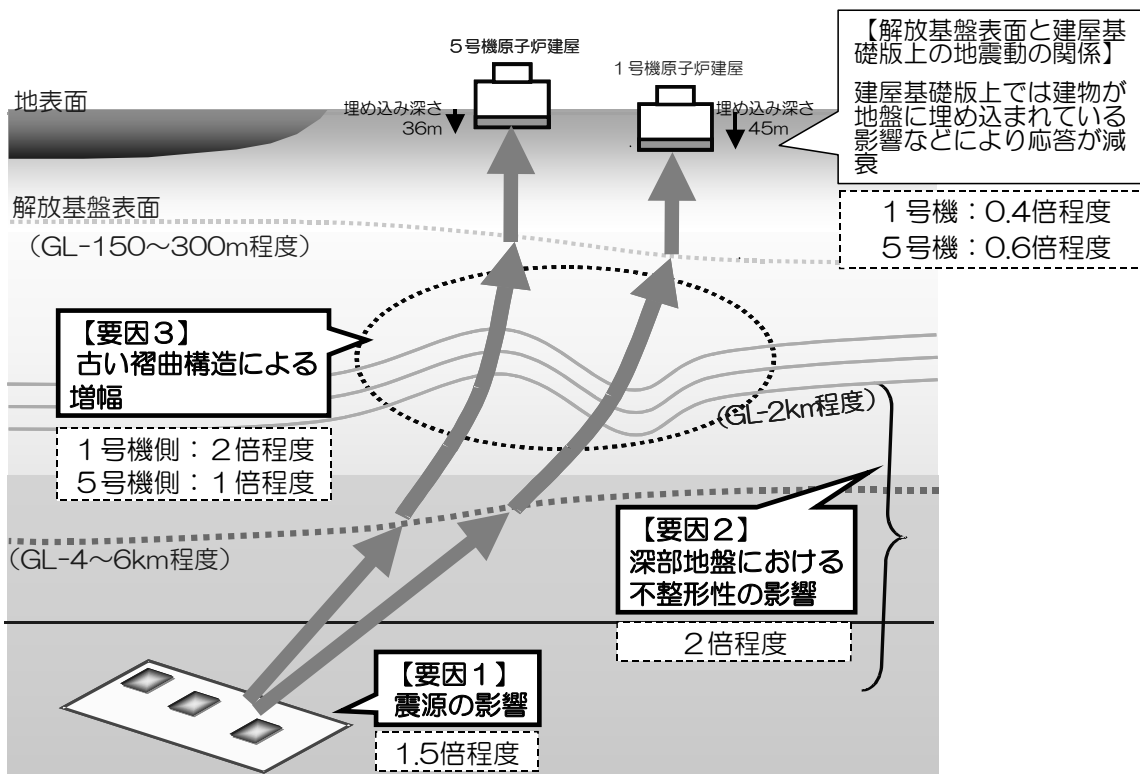 【解放基盤表面と建屋基
礎版上の地震動の関係】
建屋基礎版上では建物が
地盤に埋め込まれている
影響などにより応答が減
衰
1号機:0.4倍程度
5号機:0.6倍程度
5号機原子炉建屋
1号機原子炉建屋
地表面
埋め込み深さ
36m
埋め込み深さ
45m
解放基盤表面
(GL-150～300m程度)
【要因3】
古い褶曲構造による
増幅
1号機側:2倍程度
5号機側:1倍程度
(GL-2km程度)
(GL-4～6km程度)
【要因2】
深部地盤における
不整形性の影響
2倍程度
【要因1】
震源の影響
1.5倍程度